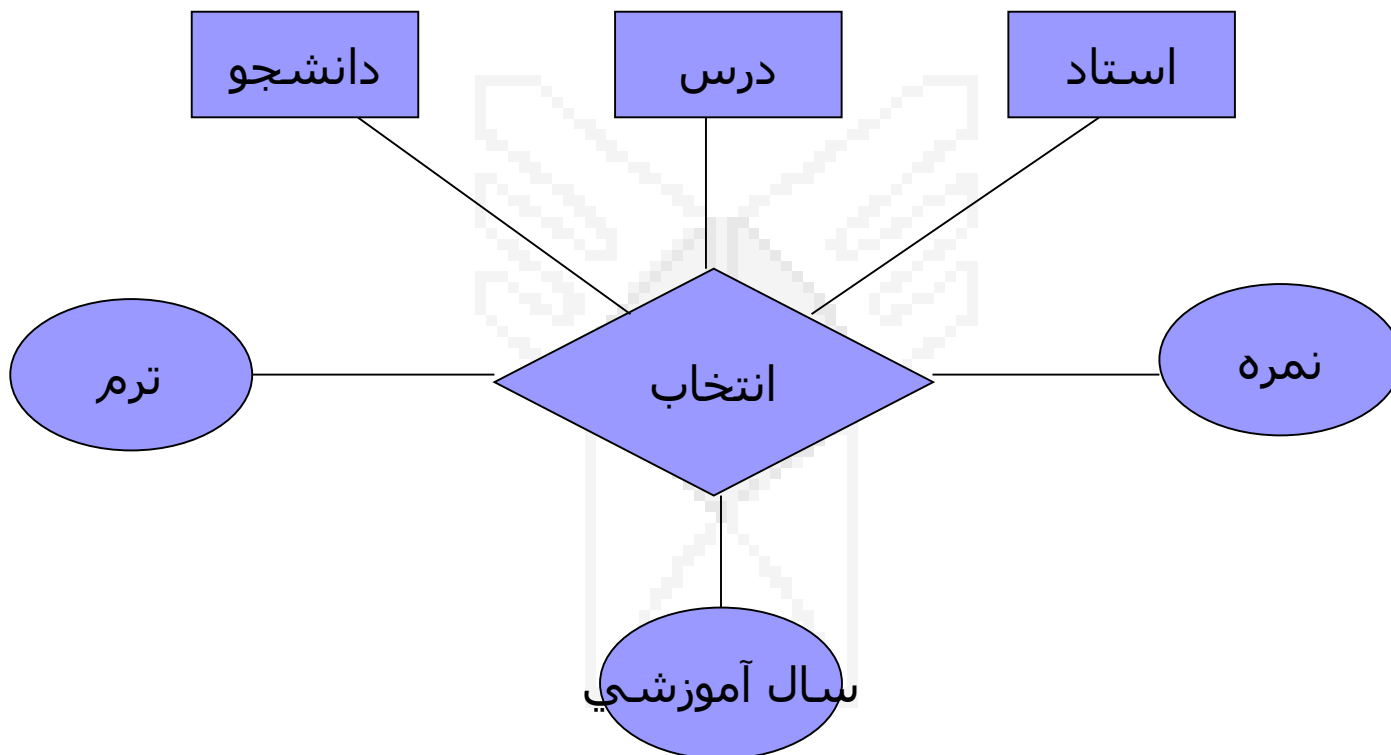 استاد
درس
دانشجو
انتخاب
نمره
ترم
سال آموزشي